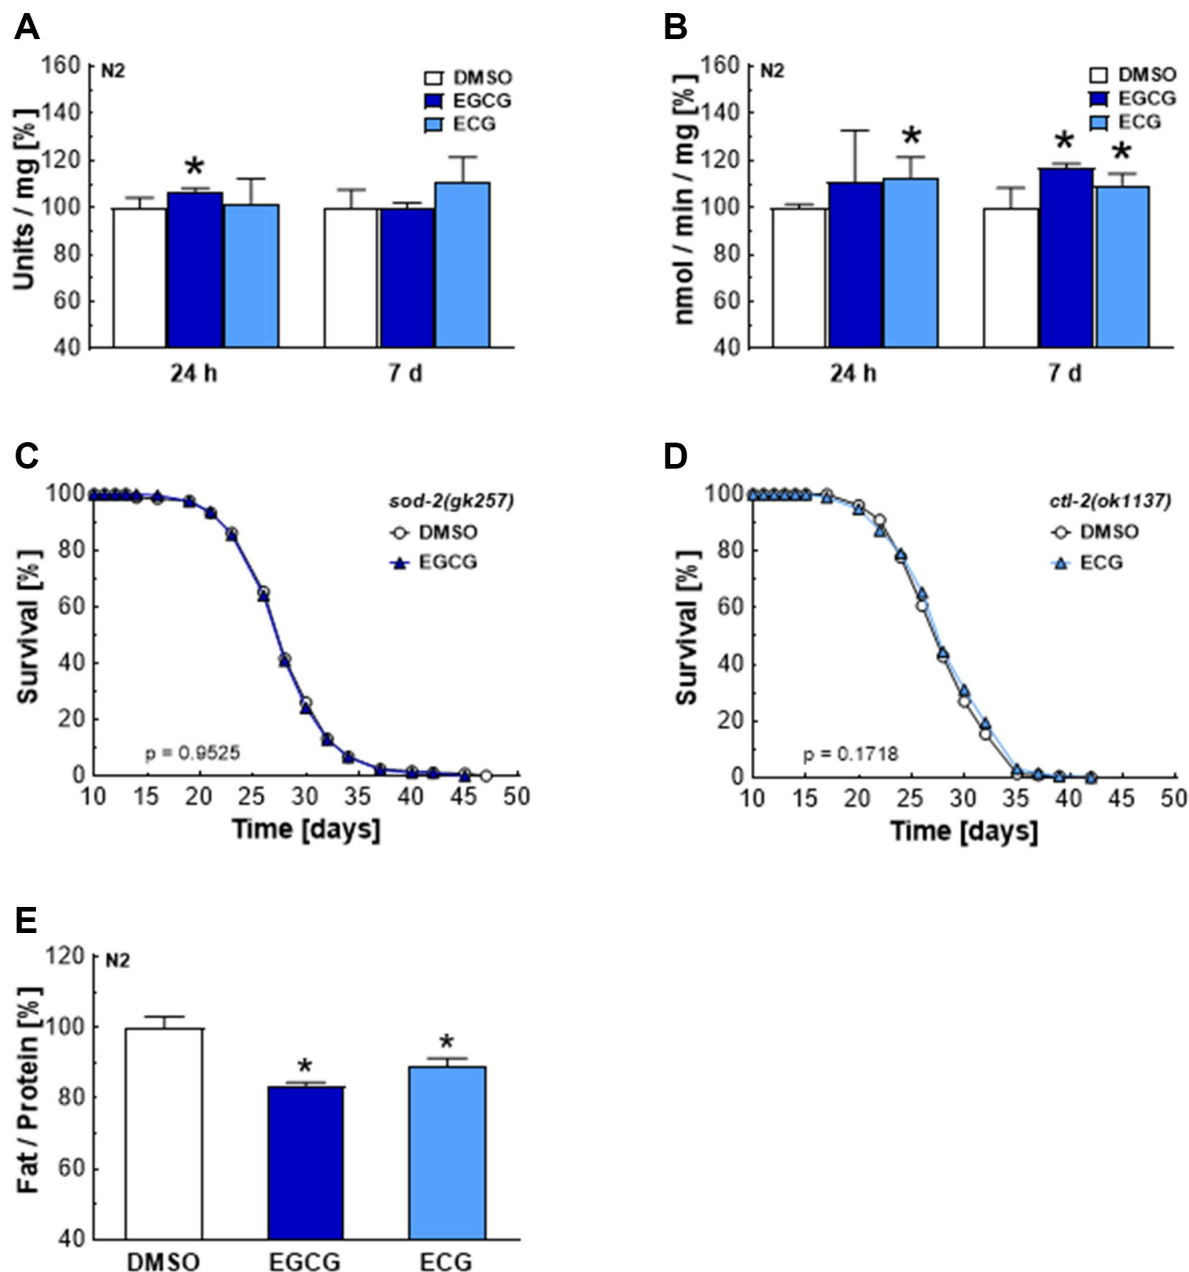 A
160
140
120
100
80
60
40
Units / mg [%]
N2
DMSO
EGCG
ECG
*
24 h
7 d
B
160
140
120
100
80
60
40
nmol / min / mg [%]
N2
DMSO
EGCG
ECG
*
*
*
24 h
7 d
C
100
80
60
40
20
0
Survival [%]
sod-2(gk257)
DMSO
EGCG
p = 0.9525
10 15 20 25 30 35 40 45 50
Time [days]
D
100
80
60
40
20
0
Survival [%]
ctl-2(ok1137)
DMSO
ECG
p = 0.1718
10 15 20 25 30 35 40 45 50
Time [days]
E
120
100
80
60
40
Fat / Protein [%]
N2
*
*
DMSO EGCG ECG